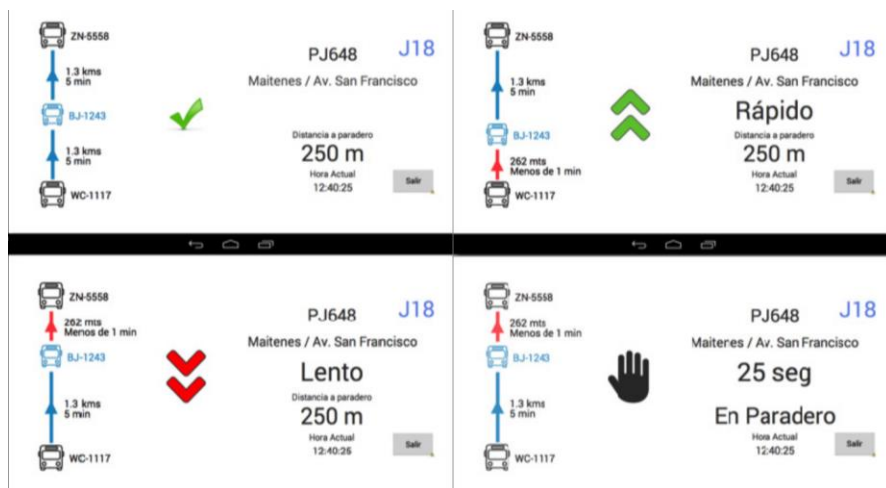 ZN-5558
1.3 kms
5 min
BJ-1243
1.3 kms
5 min
WC-1117
PJ648
J18
Maitenes / Av. San Francisco
Distancia a paradero
250 m
Hora Actual
12:40:25
Salir
ZN-5558
1.3 kms
5 min
BJ-1243
262 mts
Menos de 1 min
WC-1117
PJ648
J18
Maitenes / Av. San Francisco
Rápido
Distancia a paradero
250 m
Hora Actual
12:40:25
Salir
ZN-5558
262 mts
Menos de 1 min
BJ-1243
1.3 kms
5 min
WC-1117
PJ648
J18
Maitenes / Av. San Francisco
Lento
Distancia a paradero
250 m
Hora Actual
12:40:25
Salir
ZN-5558
262 mts
Menos de 1 min
BJ-1243
1.3 kms
5 min
WC-1117
PJ648
J18
Maitenes / Av. San Francisco
25 seg
En Paradero
Hora Actual
12:40:25
Salir